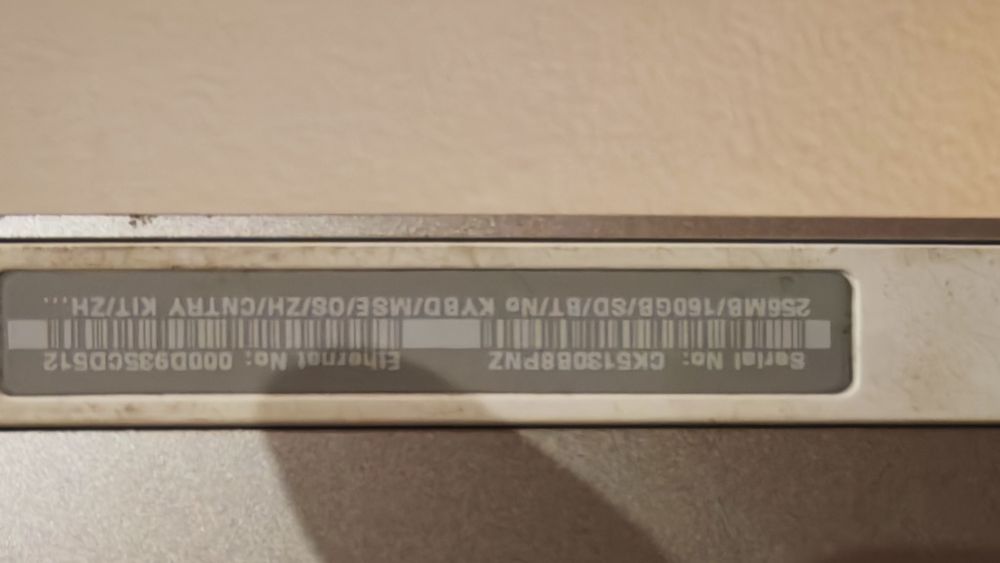 Serial No: CK5130B8PNZ Ethernet No: 000D935CD512
256MB/160GB/SD/BT/No KYBD/MSE/OS/ZH/CNTRY KIT/ZH...